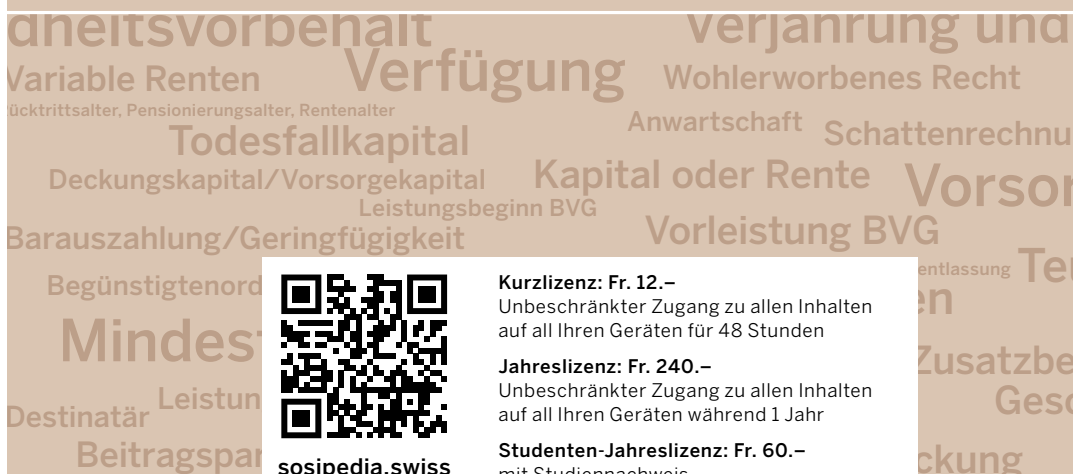 dheitsvorbehalt
Verjährung und
Variable Renten
Verfügung
Wohlerworbenes Recht
ücktrittsalter, Pensionierungsalter, Rentenalter
Todesfallkapital
Anwartschaft
Schattenrechnu
Deckungskapital/Vorsorgekapital
Kapital oder Rente
Vorsor
Leistungsbeginn BVG
Barauszahlung/Geringfügigkeit
Vorleistung BVG
Begünstigtenord
entlassung
Te
en
Mindest
Zusatzbe
Destinatär
Leistun
Gesc
Beitragspar
ckung
Kurzlizenz: Fr. 12.–
Unbeschränkter Zugang zu allen Inhalten
auf all Ihren Geräten für 48 Stunden
Jahreslizenz: Fr. 240.–
Unbeschränkter Zugang zu allen Inhalten
auf all Ihren Geräten während 1 Jahr
Studenten-Jahreslizenz: Fr. 60.–
mit Studiennachweis
sosipedia.swiss